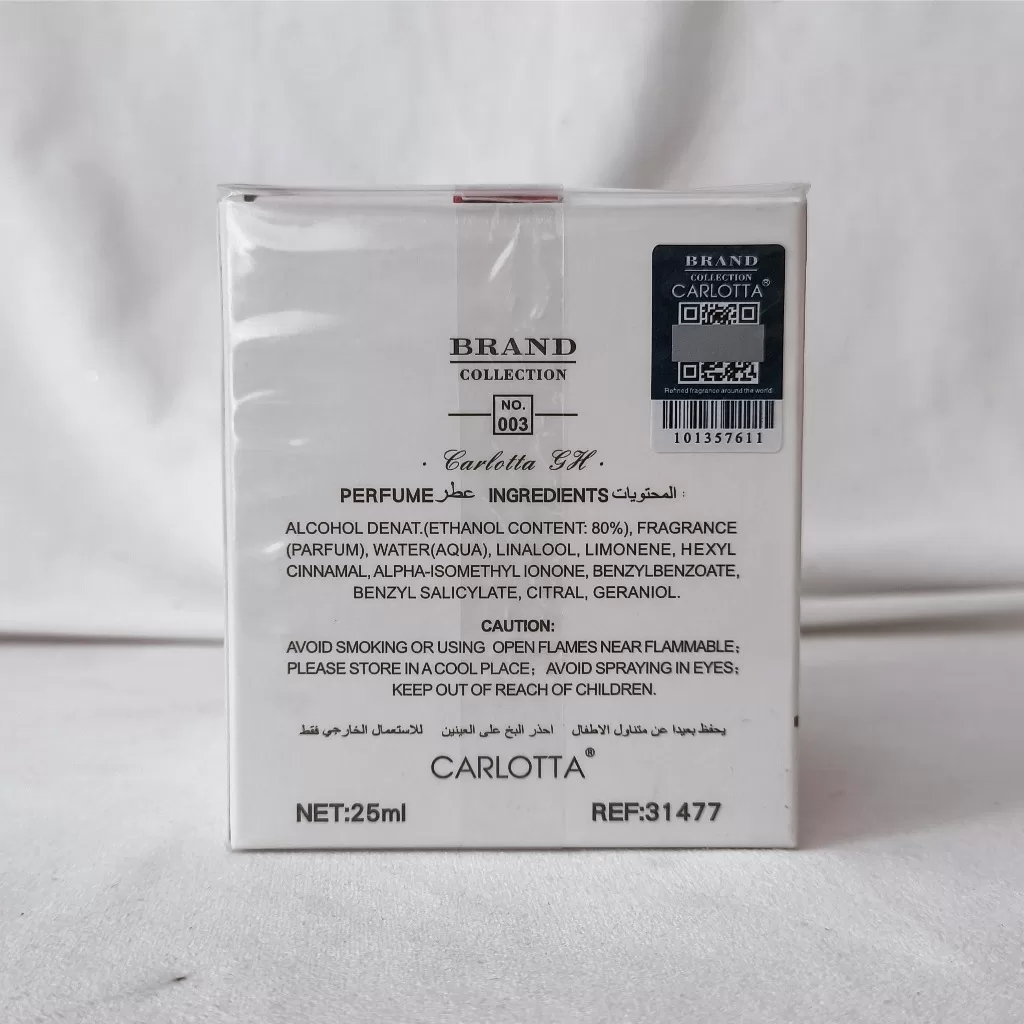 BRAND
COLLECTION
CARLOTTA®
Refined fragrance around the world
101357611
BRAND
COLLECTION
NO.
003
· Carlotta GH ·
PERFUME عطر INGREDIENTS المحتويات :
ALCOHOL DENAT.(ETHANOL CONTENT: 80%), FRAGRANCE
(PARFUM), WATER(AQUA), LINALOOL, LIMONENE, HEXYL
CINNAMAL, ALPHA-ISOMETHYL IONONE, BENZYLBENZOATE,
BENZYL SALICYLATE, CITRAL, GERANIOL.
CAUTION:
AVOID SMOKING OR USING OPEN FLAMES NEAR FLAMMABLE;
PLEASE STORE IN A COOL PLACE; AVOID SPRAYING IN EYES;
KEEP OUT OF REACH OF CHILDREN.
يحفظ بعيدا عن متناول الاطفال احذر البخ على العينين للاستعمال الخارجي فقط
CARLOTTA®
NET:25ml REF:31477